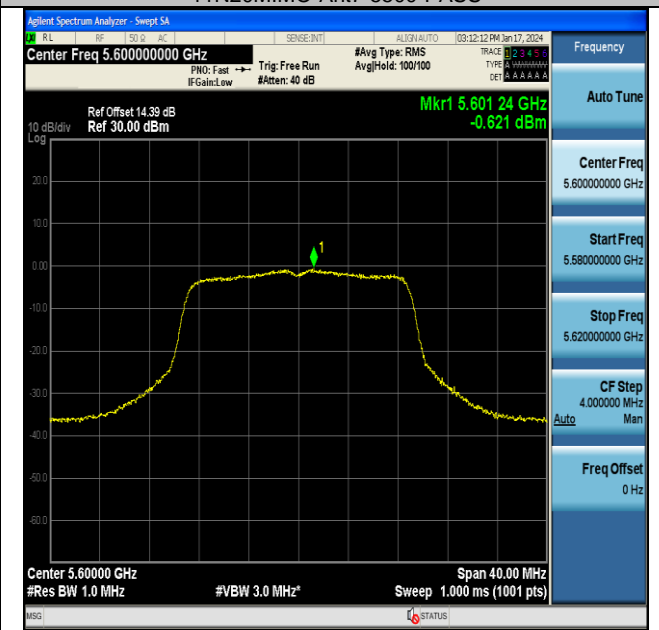 Agilent Spectrum Analyzer - Swept SA
RL RF 50 Ω AC SENSE:INT ALIGN AUTO 03:12:12 PM Jan 17, 2024
Center Freq 5.600000000 GHz
PNO: Fast
IFGain:Low
Trig: Free Run
#Atten: 40 dB
#Avg Type: RMS
Avg|Hold: 100/100
TRACE 1 2 3 4 5 6
TYPE A WWWWW
DET A A A A A A
Frequency
Mkr1 5.601 24 GHz
-0.621 dBm
Ref Offset 14.39 dB
10 dB/div Ref 30.00 dBm
Log
20.0
10.0
0.00
-10.0
-20.0
-30.0
-40.0
-50.0
-60.0
1
Center 5.60000 GHz Span 40.00 MHz
#Res BW 1.0 MHz #VBW 3.0 MHz* Sweep 1.000 ms (1001 pts)
MSG STATUS
Auto Tune
Center Freq
5.600000000 GHz
Start Freq
5.580000000 GHz
Stop Freq
5.620000000 GHz
CF Step
4.000000 MHz
Auto Man
Freq Offset
0 Hz